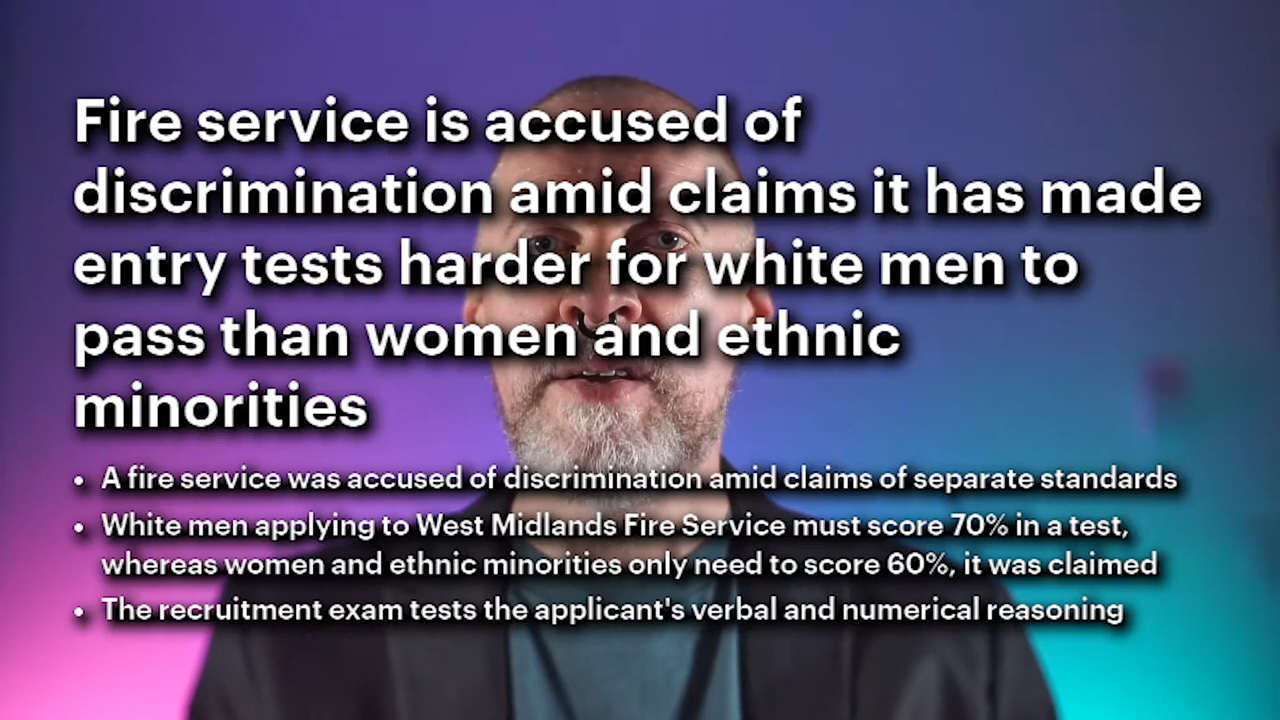 Fire service is accused of
discrimination amid claims it has made
entry tests harder for white men to
pass than women and ethnic
minorities
• A fire service was accused of discrimination amid claims of separate standards
• White men applying to West Midlands Fire Service must score 70% in a test,
whereas women and ethnic minorities only need to score 60%, it was claimed
• The recruitment exam tests the applicant's verbal and numerical reasoning